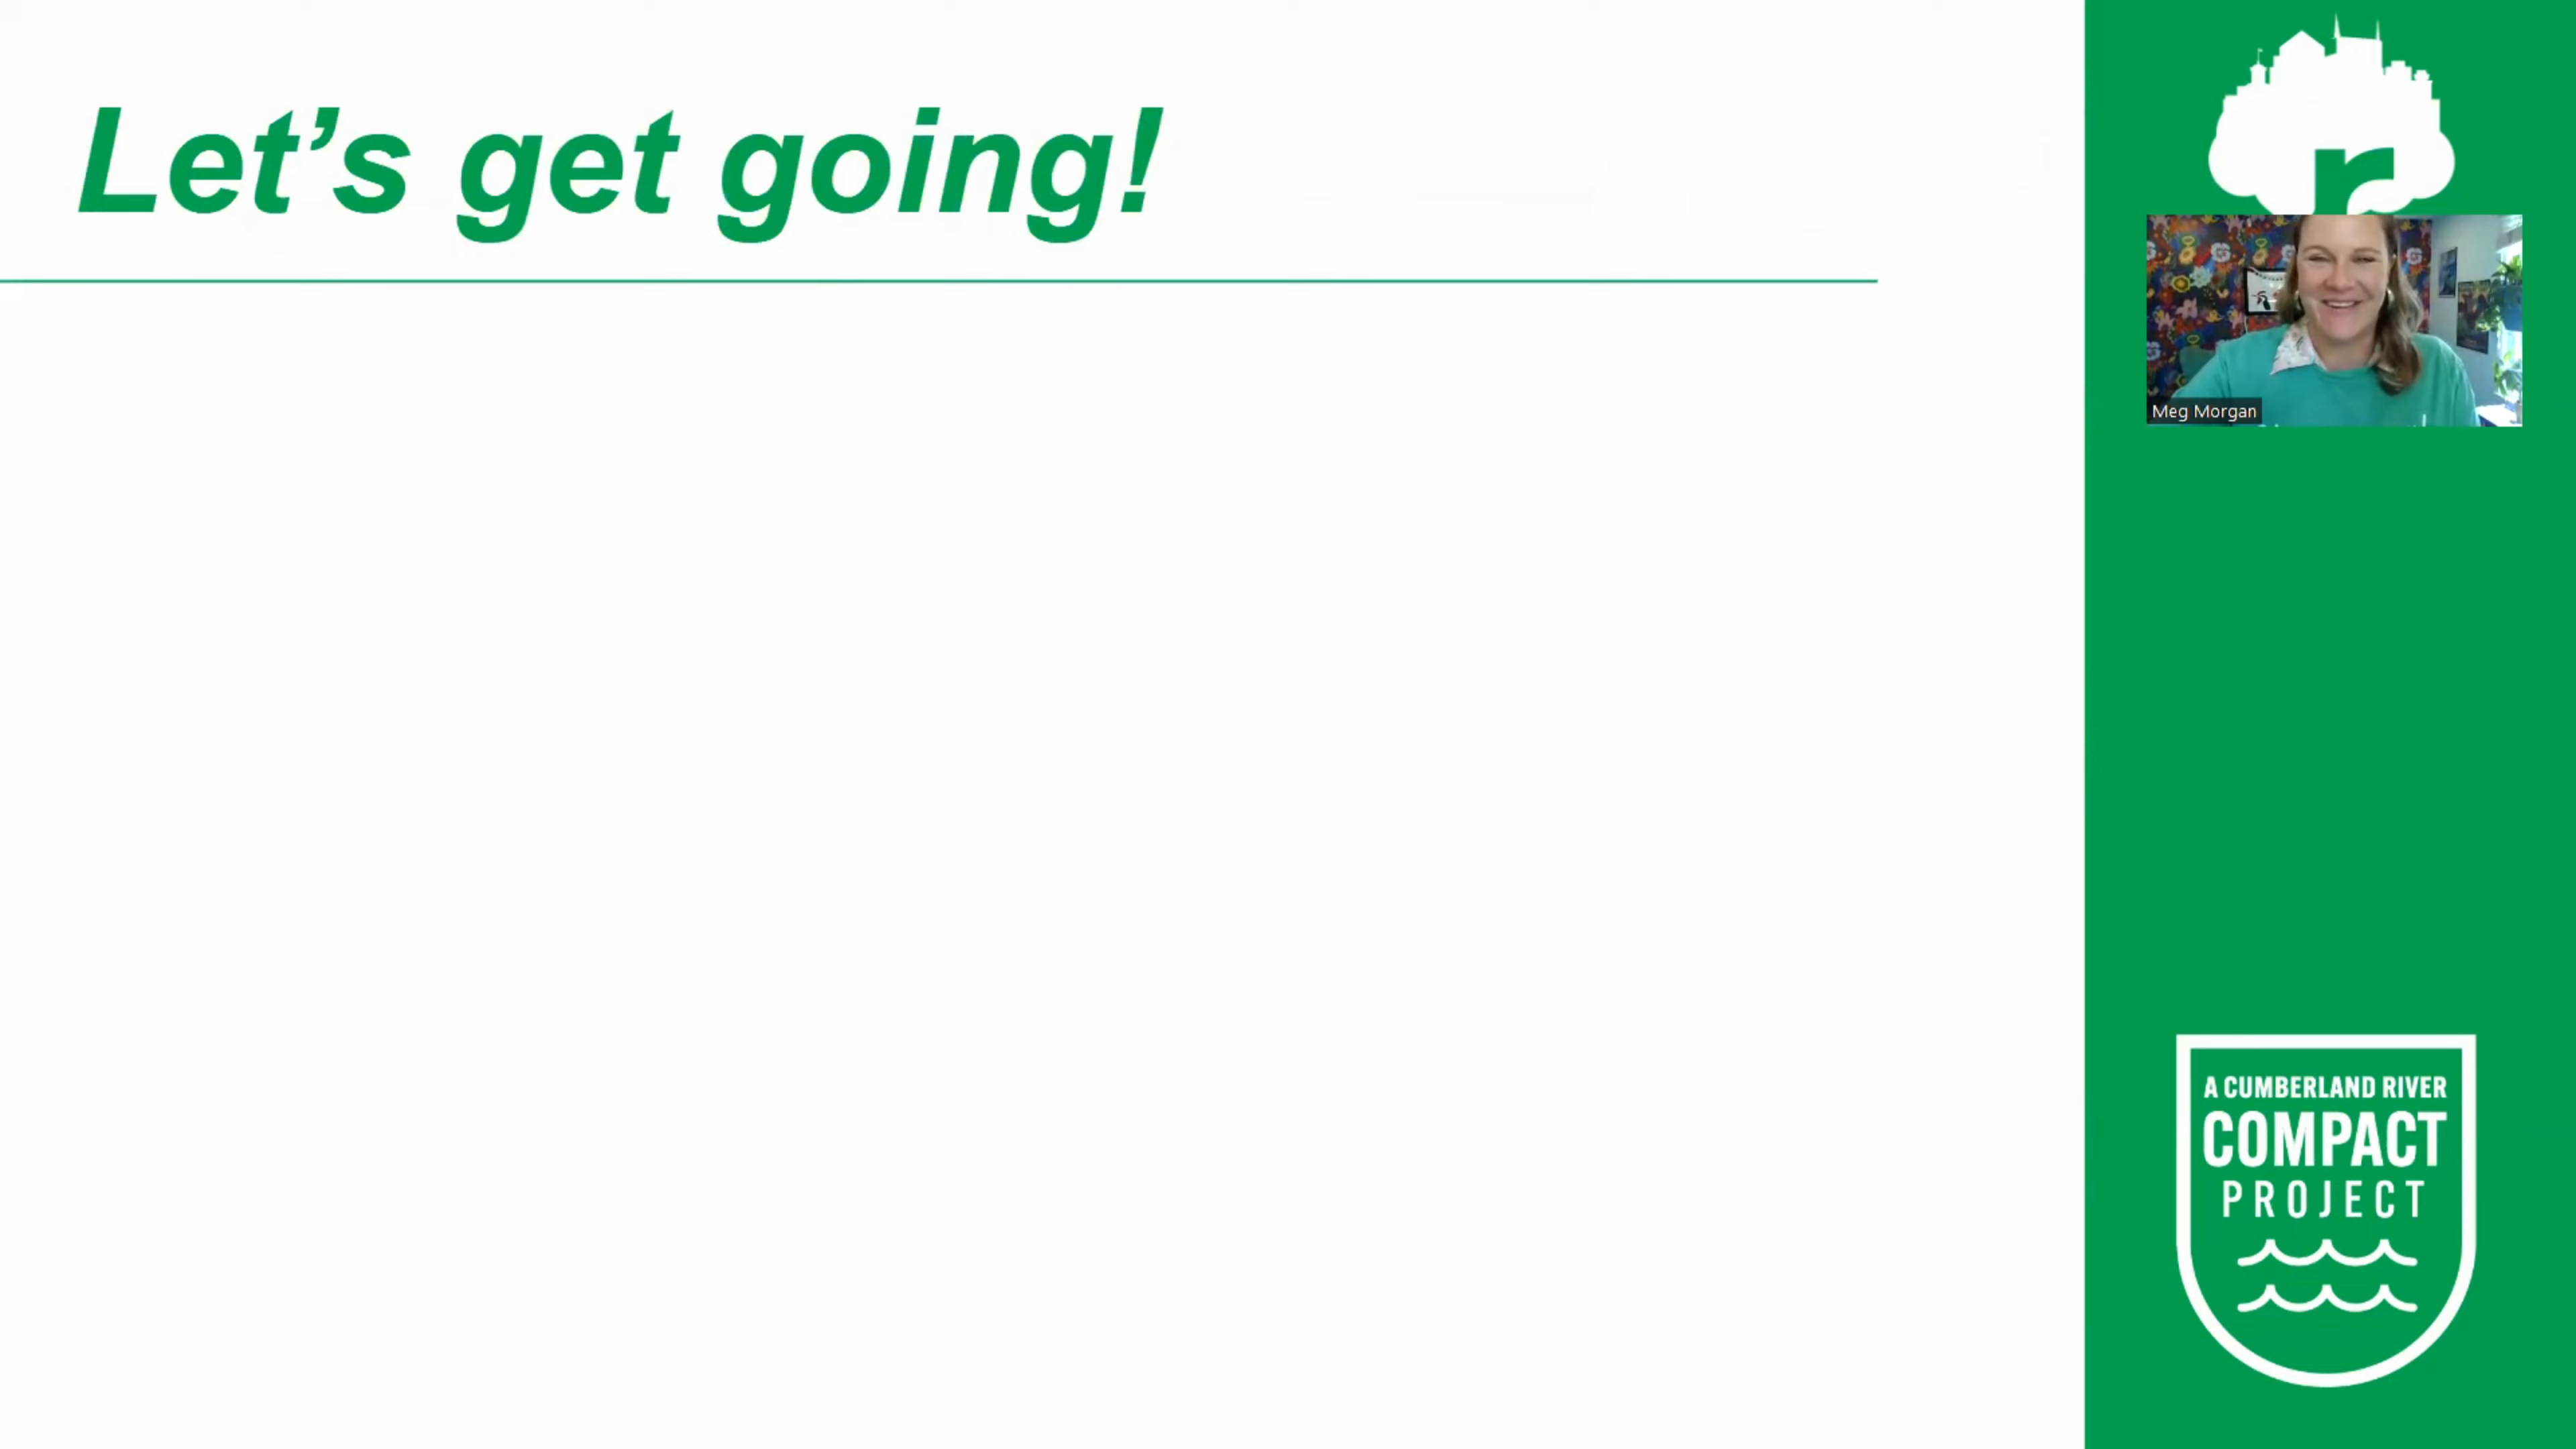 Let’s get going!
r
Meg Morgan
A CUMBERLAND RIVER
COMPACT
PROJECT